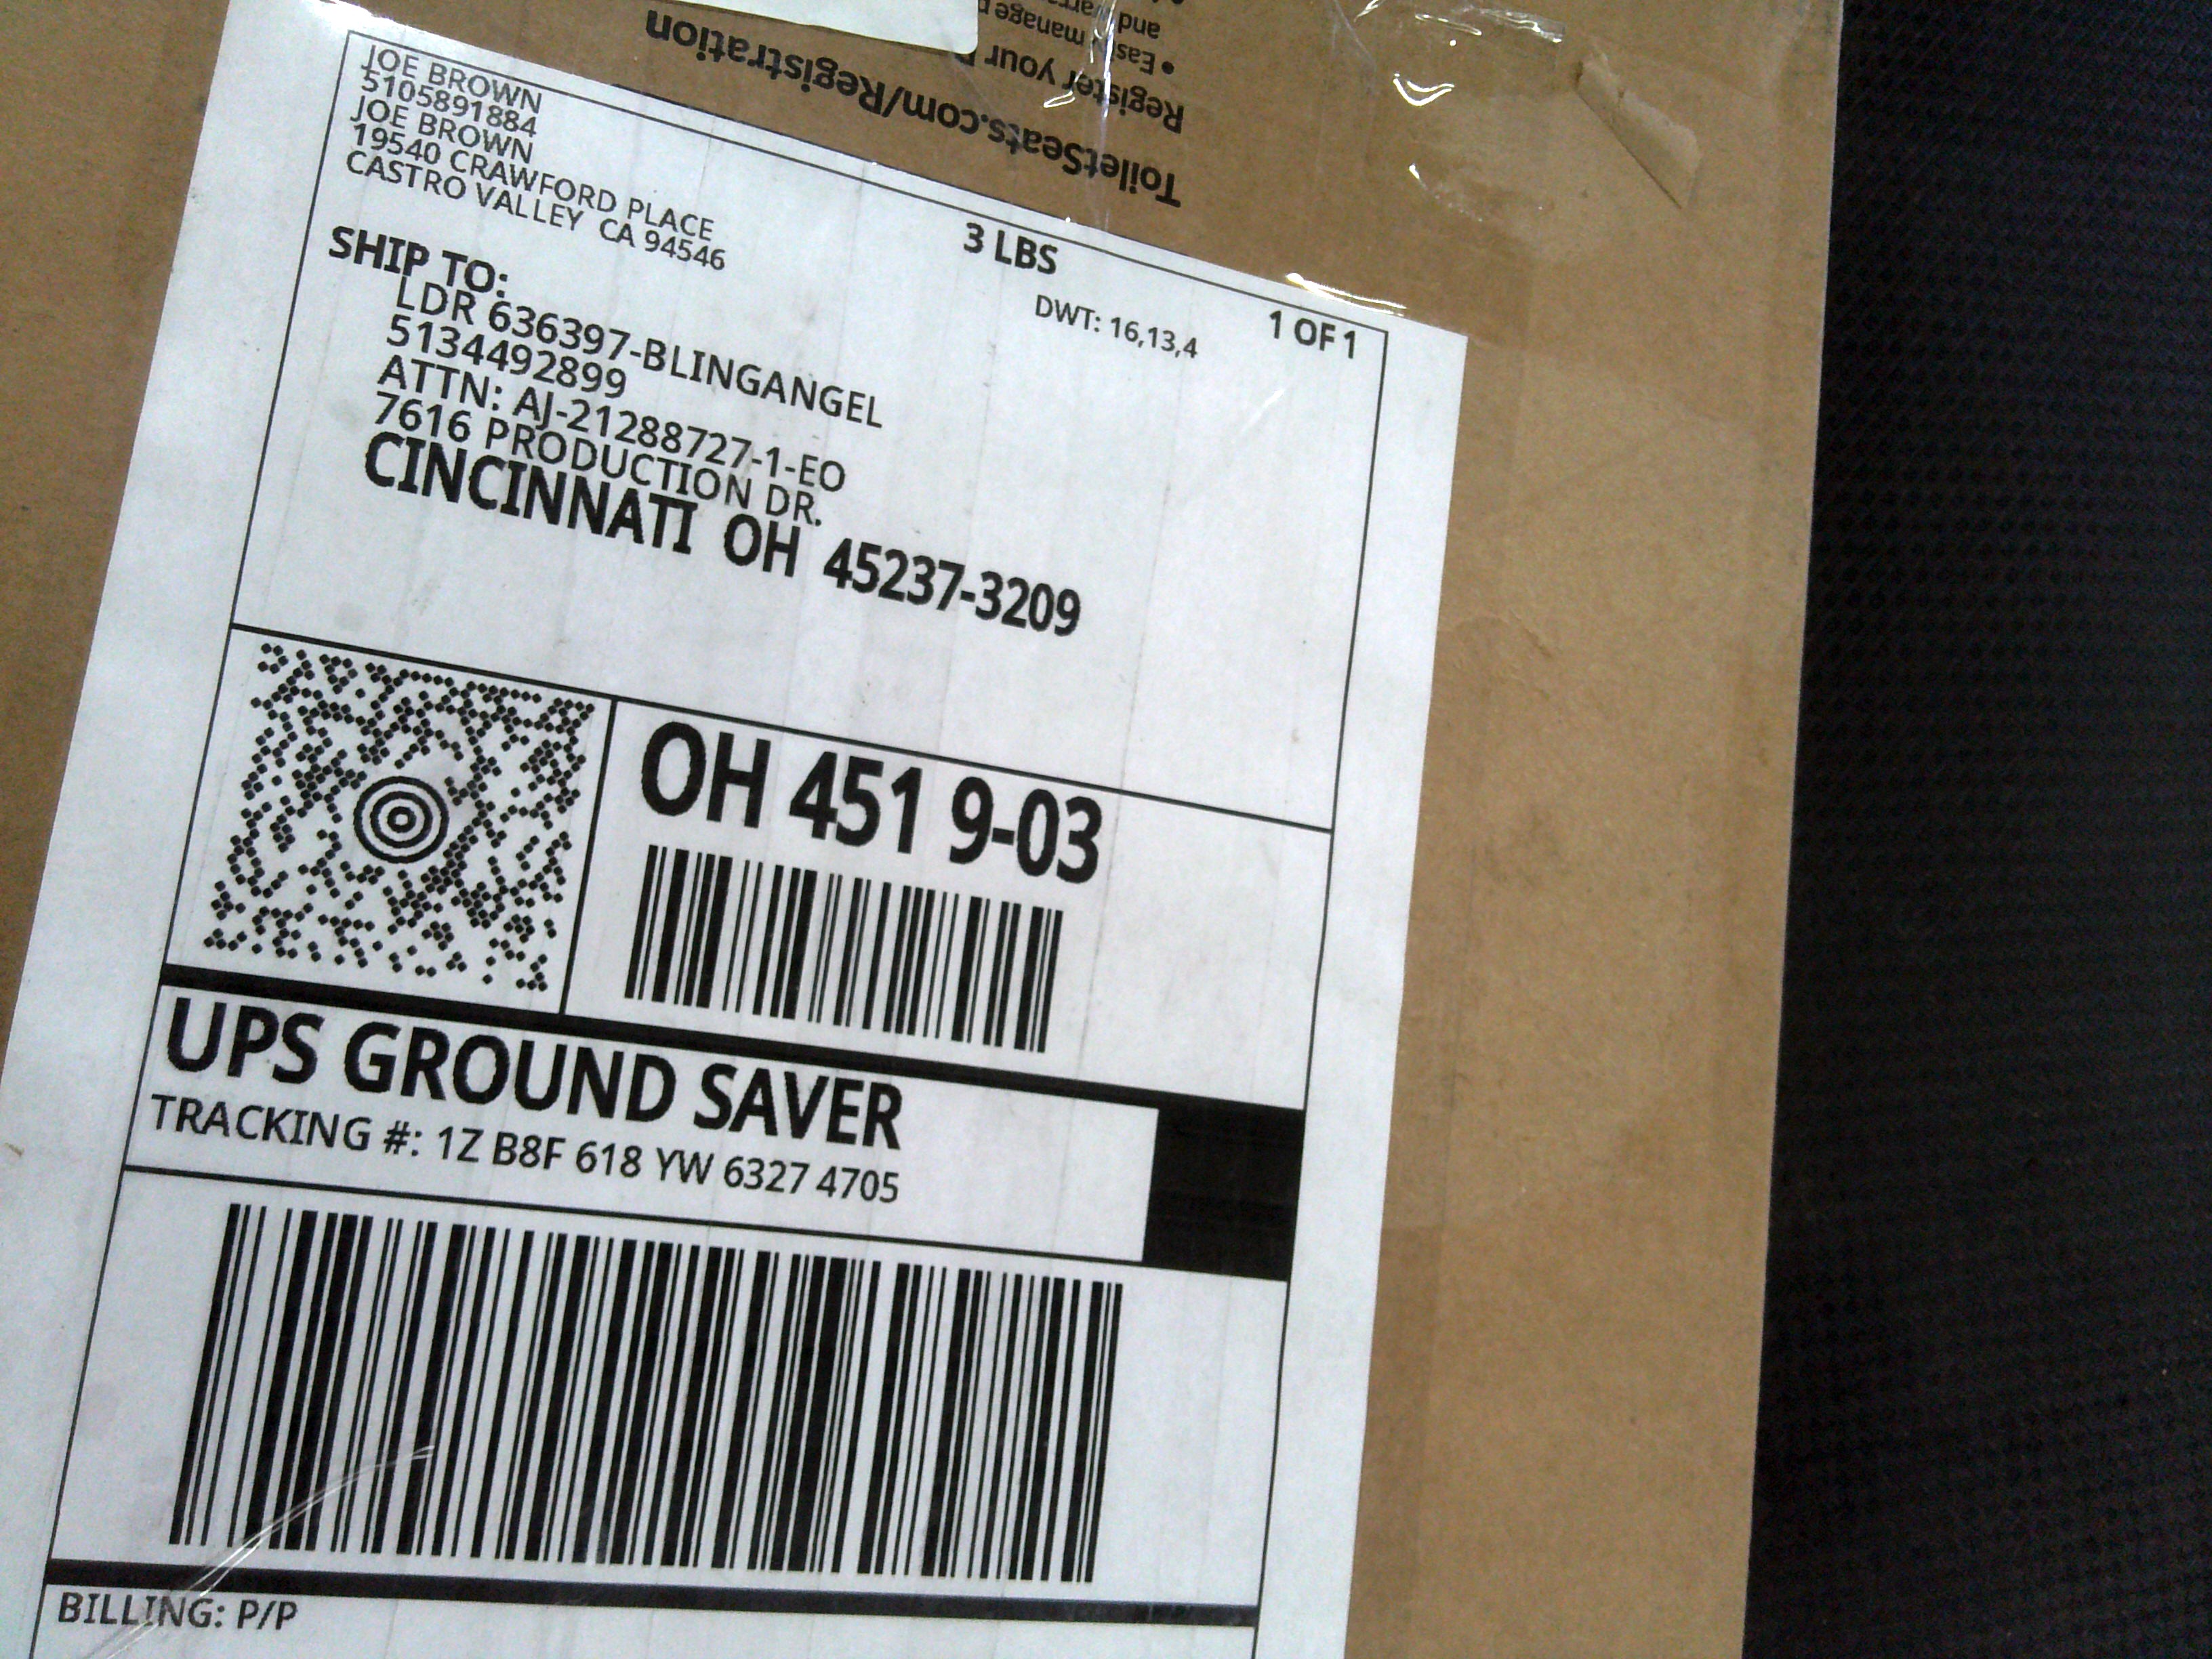 JOE BROWN
5105891884
JOE BROWN
19540 CRAWFORD PLACE
CASTRO VALLEY CA 94546
3 LBS
1 OF 1
DWT: 16,13,4
SHIP TO:
LDR 636397-BLINGANGEL
5134492899
ATTN: AJ-21288727-1-EO
7616 PRODUCTION DR.
CINCINNATI OH 45237-3209
OH 451 9-03
UPS GROUND SAVER
TRACKING #: 1Z B8F 618 YW 6327 4705
BILLING: P/P
ToiletSeats.com/Registration
Register your
• Easily manage
and